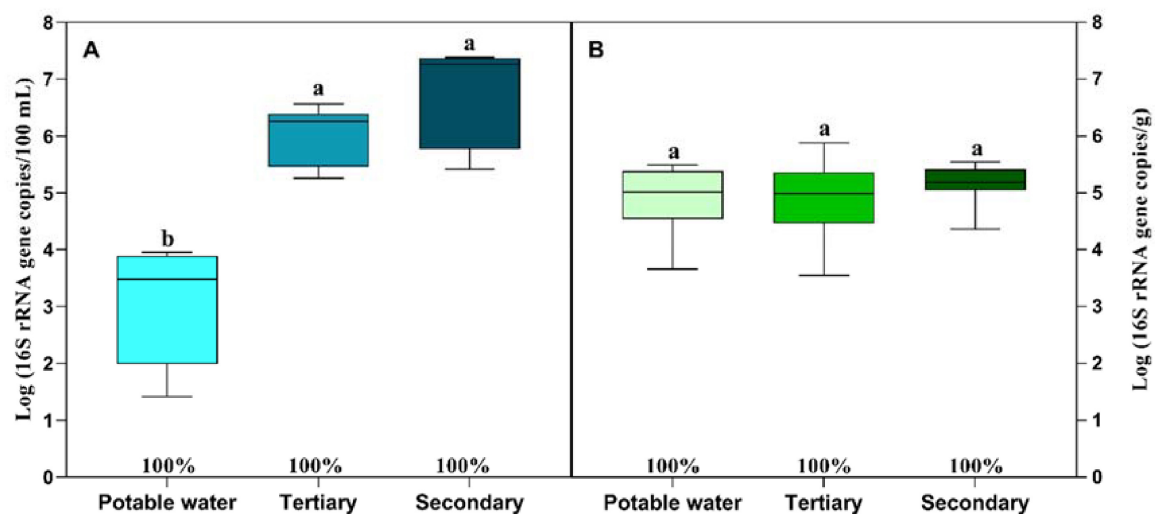 Log (16S rRNA gene copies/100 mL)
8
7
6
5
4
3
2
1
0
A
b
a
a
100%
100%
100%
Potable water
Tertiary
Secondary
B
a
a
a
100%
100%
100%
Potable water
Tertiary
Secondary
8
7
6
5
4
3
2
1
0
Log (16S rRNA gene copies/g)